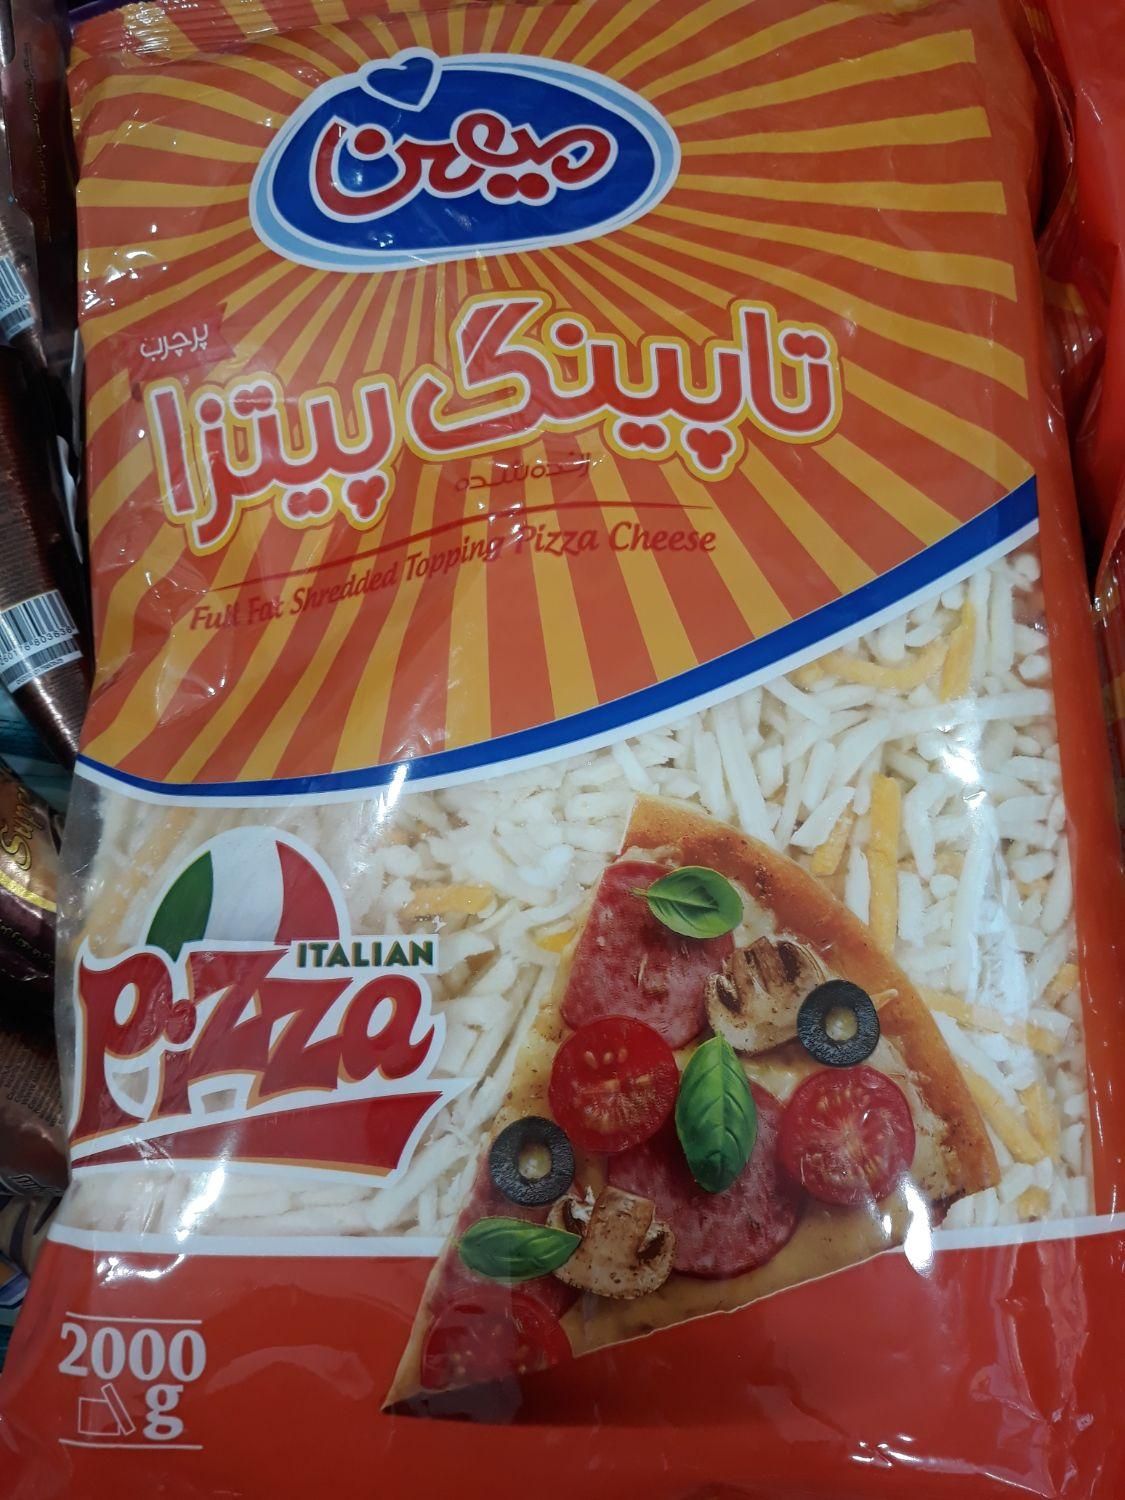 میهن
پرچرب
تاپینگ پیتزا
رنده شده
Full Fat Shredded Topping Pizza Cheese
ITALIAN
Pizza
2000
g